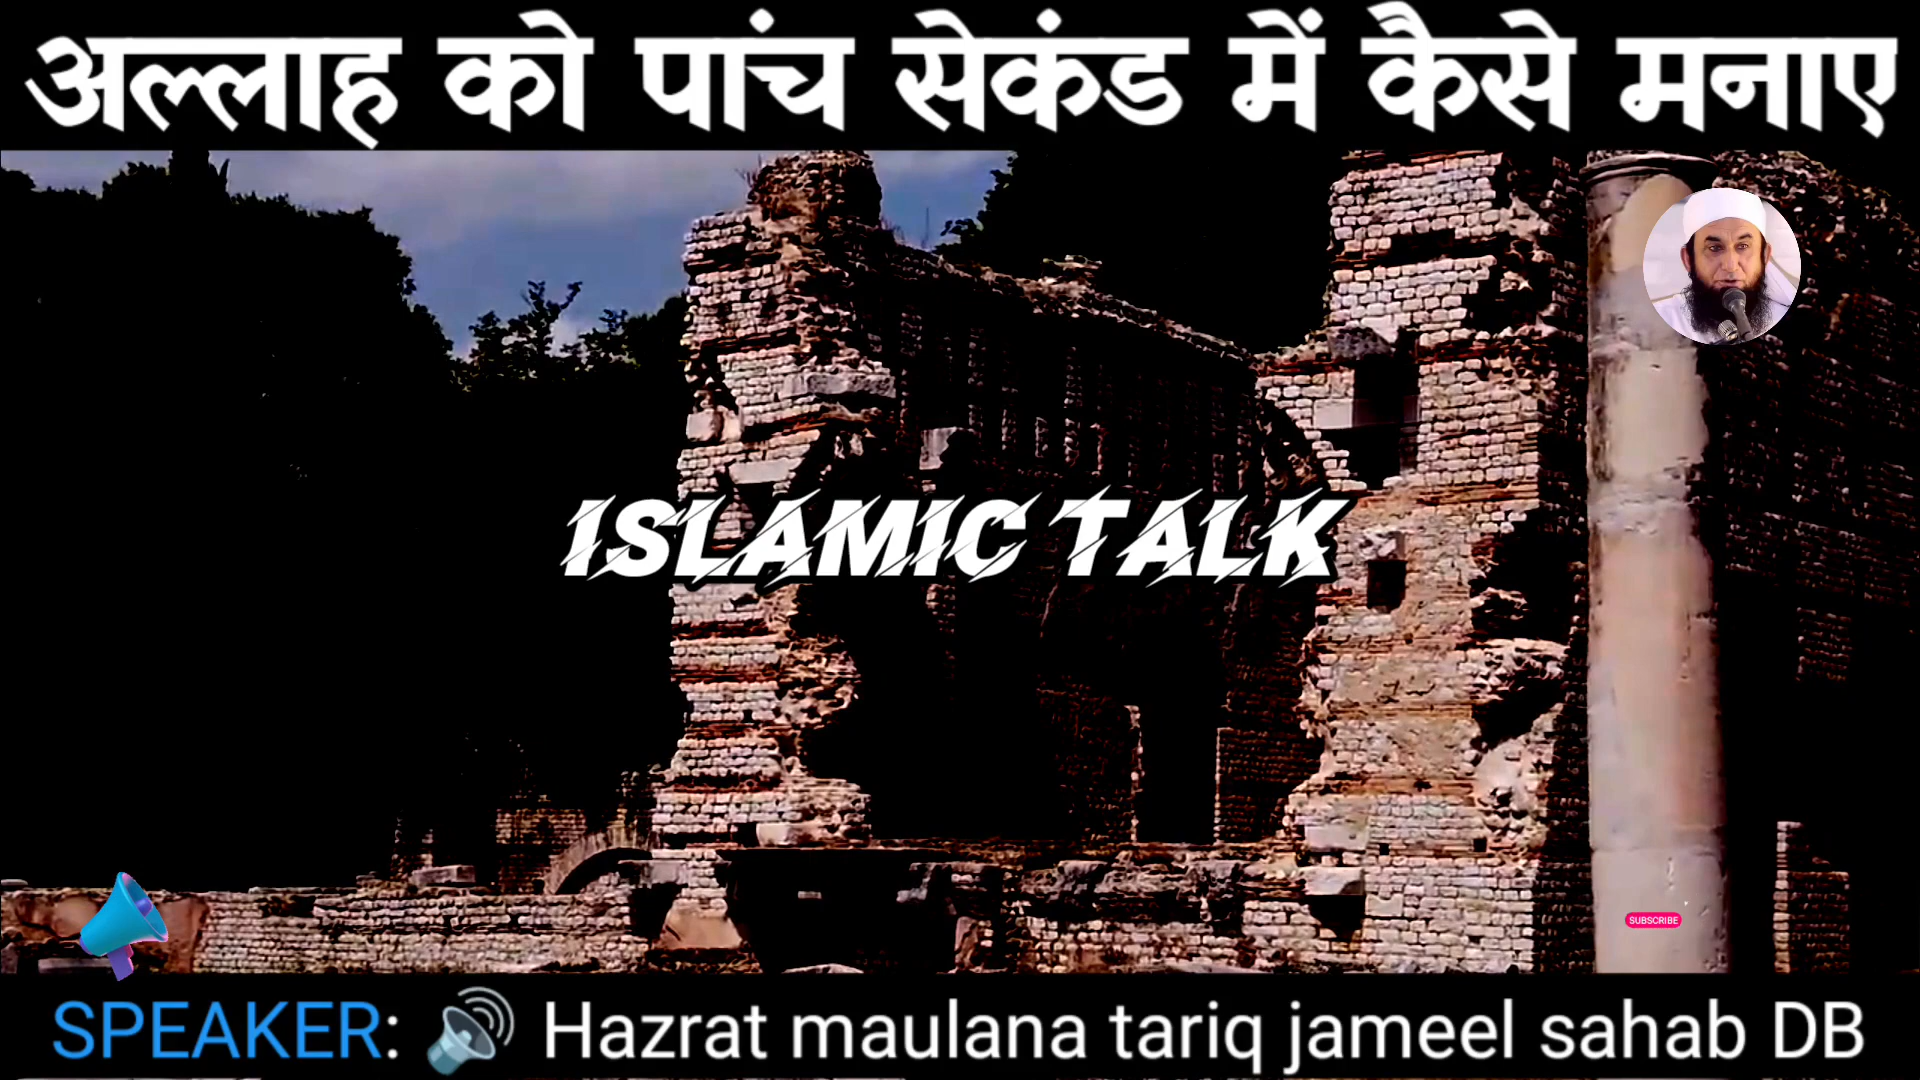 अल्लाह को पांच सेकंड में कैसे मनाए
ISLAMIC TALK
SUBSCRIBE
SPEAKER: 🔊 Hazrat maulana tariq jameel sahab DB